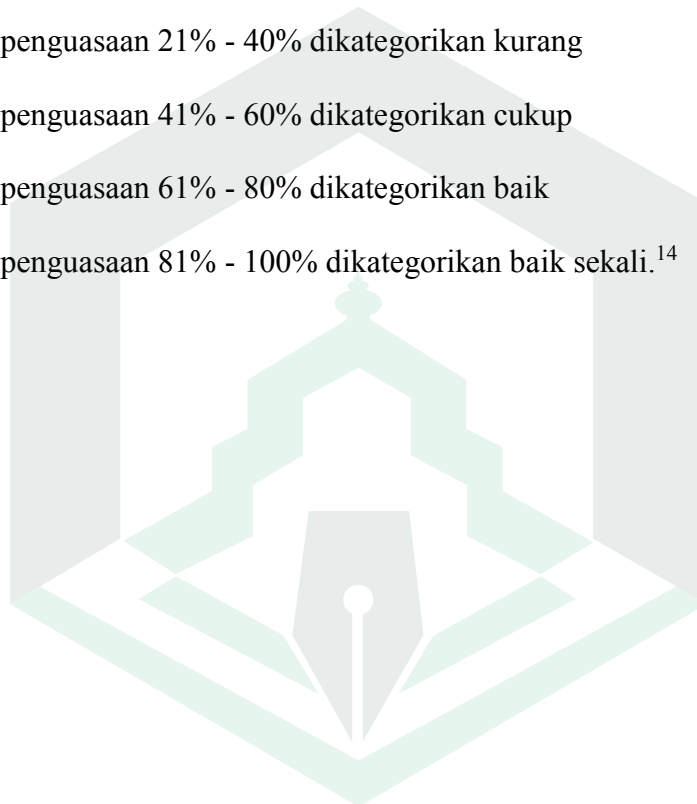 penguasaan 21% - 40% dikategorikan kurang
penguasaan 41% - 60% dikategorikan cukup
penguasaan 61% - 80% dikategorikan baik
penguasaan 81% - 100% dikategorikan baik sekali.14